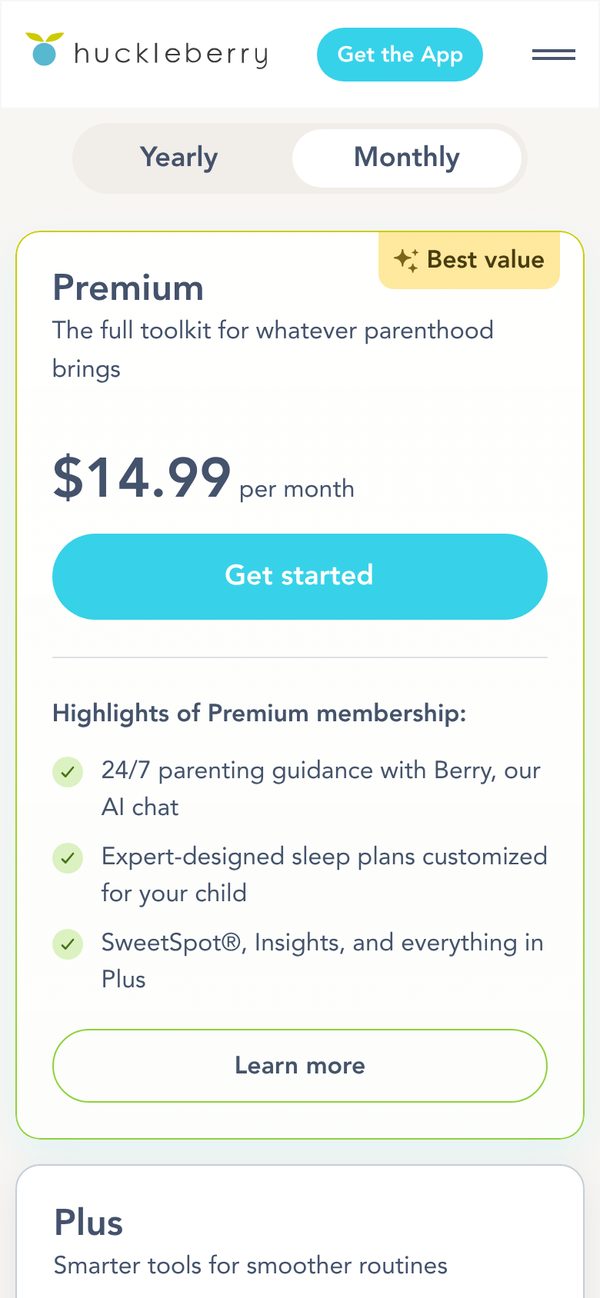 huckleberry
Get the App
Yearly
Monthly
Best value
Premium
The full toolkit for whatever parenthood
brings
$14.99 per month
Get started
Highlights of Premium membership:
24/7 parenting guidance with Berry, our
AI chat
Expert-designed sleep plans customized
for your child
SweetSpot®, Insights, and everything in
Plus
Learn more
Plus
Smarter tools for smoother routines